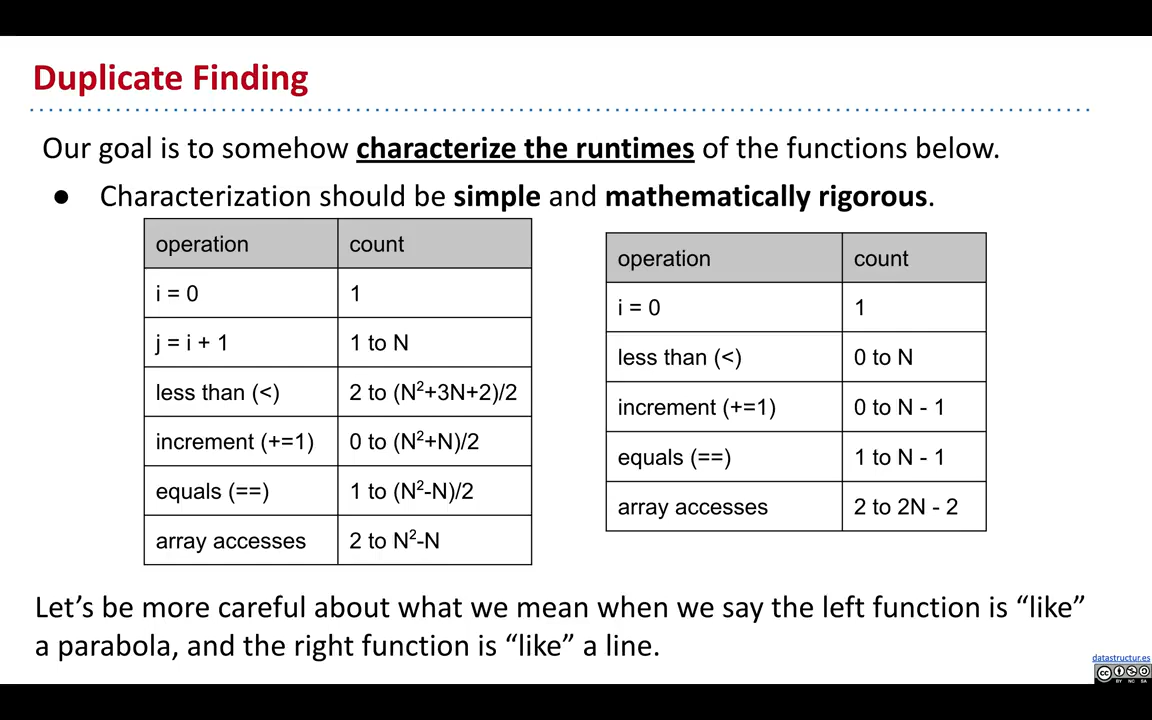 Duplicate Finding
Our goal is to somehow characterize the runtimes of the functions below.
● Characterization should be simple and mathematically rigorous.
operation count
i = 0 1
j = i + 1 1 to N
less than (<) 2 to (N²+3N+2)/2
increment (+=1) 0 to (N²+N)/2
equals (==) 1 to (N²-N)/2
array accesses 2 to N²-N
operation count
i = 0 1
less than (<) 0 to N
increment (+=1) 0 to N - 1
equals (==) 1 to N - 1
array accesses 2 to 2N - 2
Let’s be more careful about what we mean when we say the left function is “like”
a parabola, and the right function is “like” a line.
datastructur.es
CC
BY NC SA